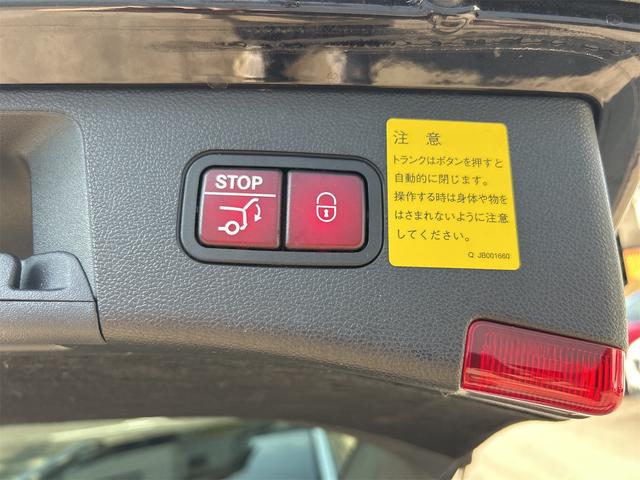 STOP
注 意
トランクはボタンを押すと
自動的に閉じます。
操作する時は身体や物を
はさまれないように注意
してください。
Q JB001660